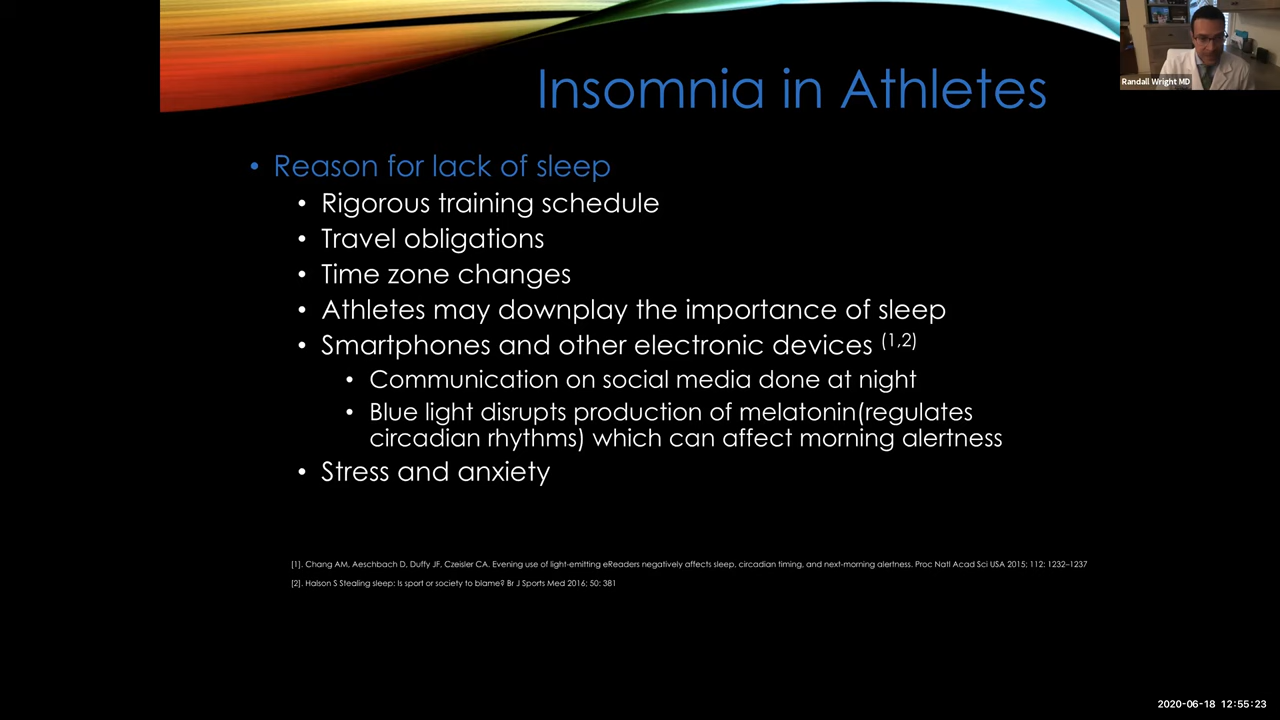 Randall Wright MD
Insomnia in Athletes
• Reason for lack of sleep
• Rigorous training schedule
• Travel obligations
• Time zone changes
• Athletes may downplay the importance of sleep
• Smartphones and other electronic devices (1,2)
• Communication on social media done at night
• Blue light disrupts production of melatonin(regulates
circadian rhythms) which can affect morning alertness
• Stress and anxiety
[1]. Chang AM, Aeschbach D, Duffy JF, Czeisler CA. Evening use of light-emitting eReaders negatively affects sleep, circadian timing, and next-morning alertness. Proc Natl Acad Sci USA 2015; 112: 1232–1237
[2]. Halson S Stealing sleep: Is sport or society to blame? Br J Sports Med 2016; 50: 381
2020-06-18 12:55:23